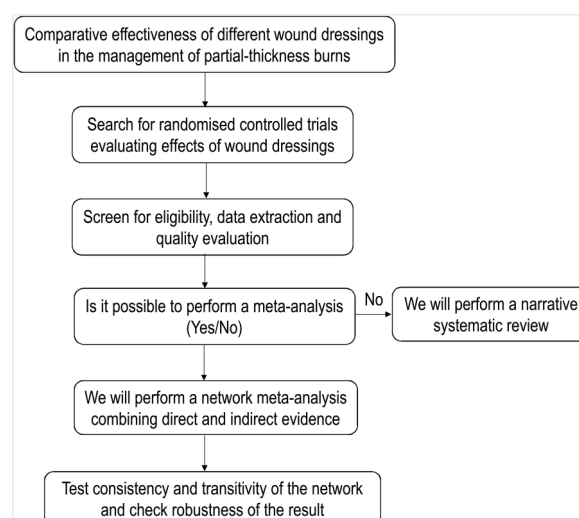 Comparative effectiveness of different wound dressings
in the management of partial-thickness burns
Search for randomised controlled trials
evaluating effects of wound dressings
Screen for eligibility, data extraction and
quality evaluation
Is it possible to perform a meta-analysis
(Yes/No)
No
We will perform a narrative
systematic review
We will perform a network meta-analysis
combining direct and indirect evidence
Test consistency and transitivity of the network
and check robustness of the result